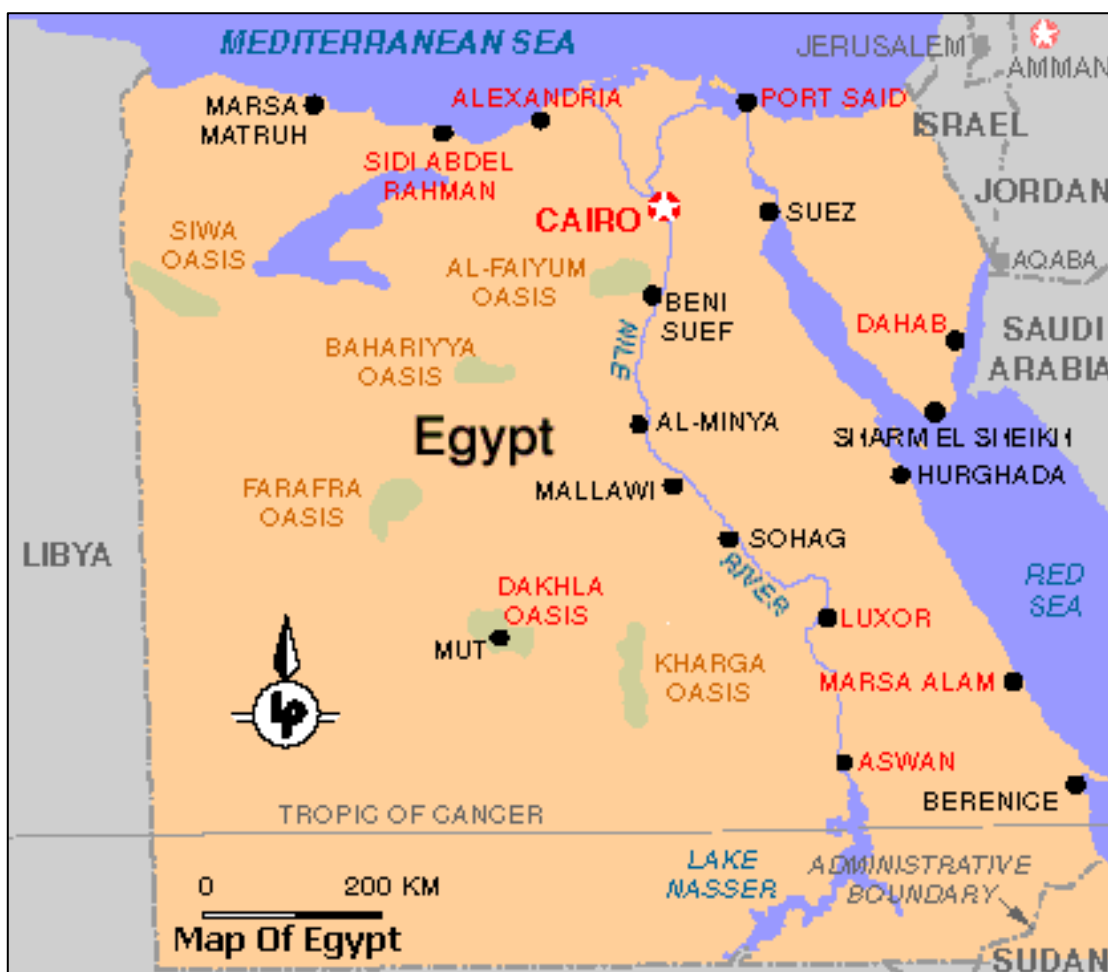 MEDITERRANEAN SEA
JERUSALEM
AMMAN
MARSA
MATRUH
ALEXANDRIA
PORT SAID
ISRAEL
SIDI ABDEL
RAHMAN
JORDAN
CAIRO
SUEZ
SIWA
OASIS
AL-FAIYUM
OASIS
AQABA
BENI
SUEF
DAHAB
SAUDI
ARABIA
NILE
BAHARIYYA
OASIS
Egypt
AL-MINYA
SHARM EL SHEIKH
HURGHADA
FARAFRA
OASIS
MALLAWI
SOHAG
LIBYA
RIVER
RED
SEA
DAKHLA
OASIS
LUXOR
MUT
KHARGA
OASIS
MARSA ALAM
LP
ASWAN
BERENICE
TROPIC OF CANCER
LAKE
NASSER
ADMINISTRATIVE
BOUNDARY
0 200 KM
Map Of Egypt
SUDAN